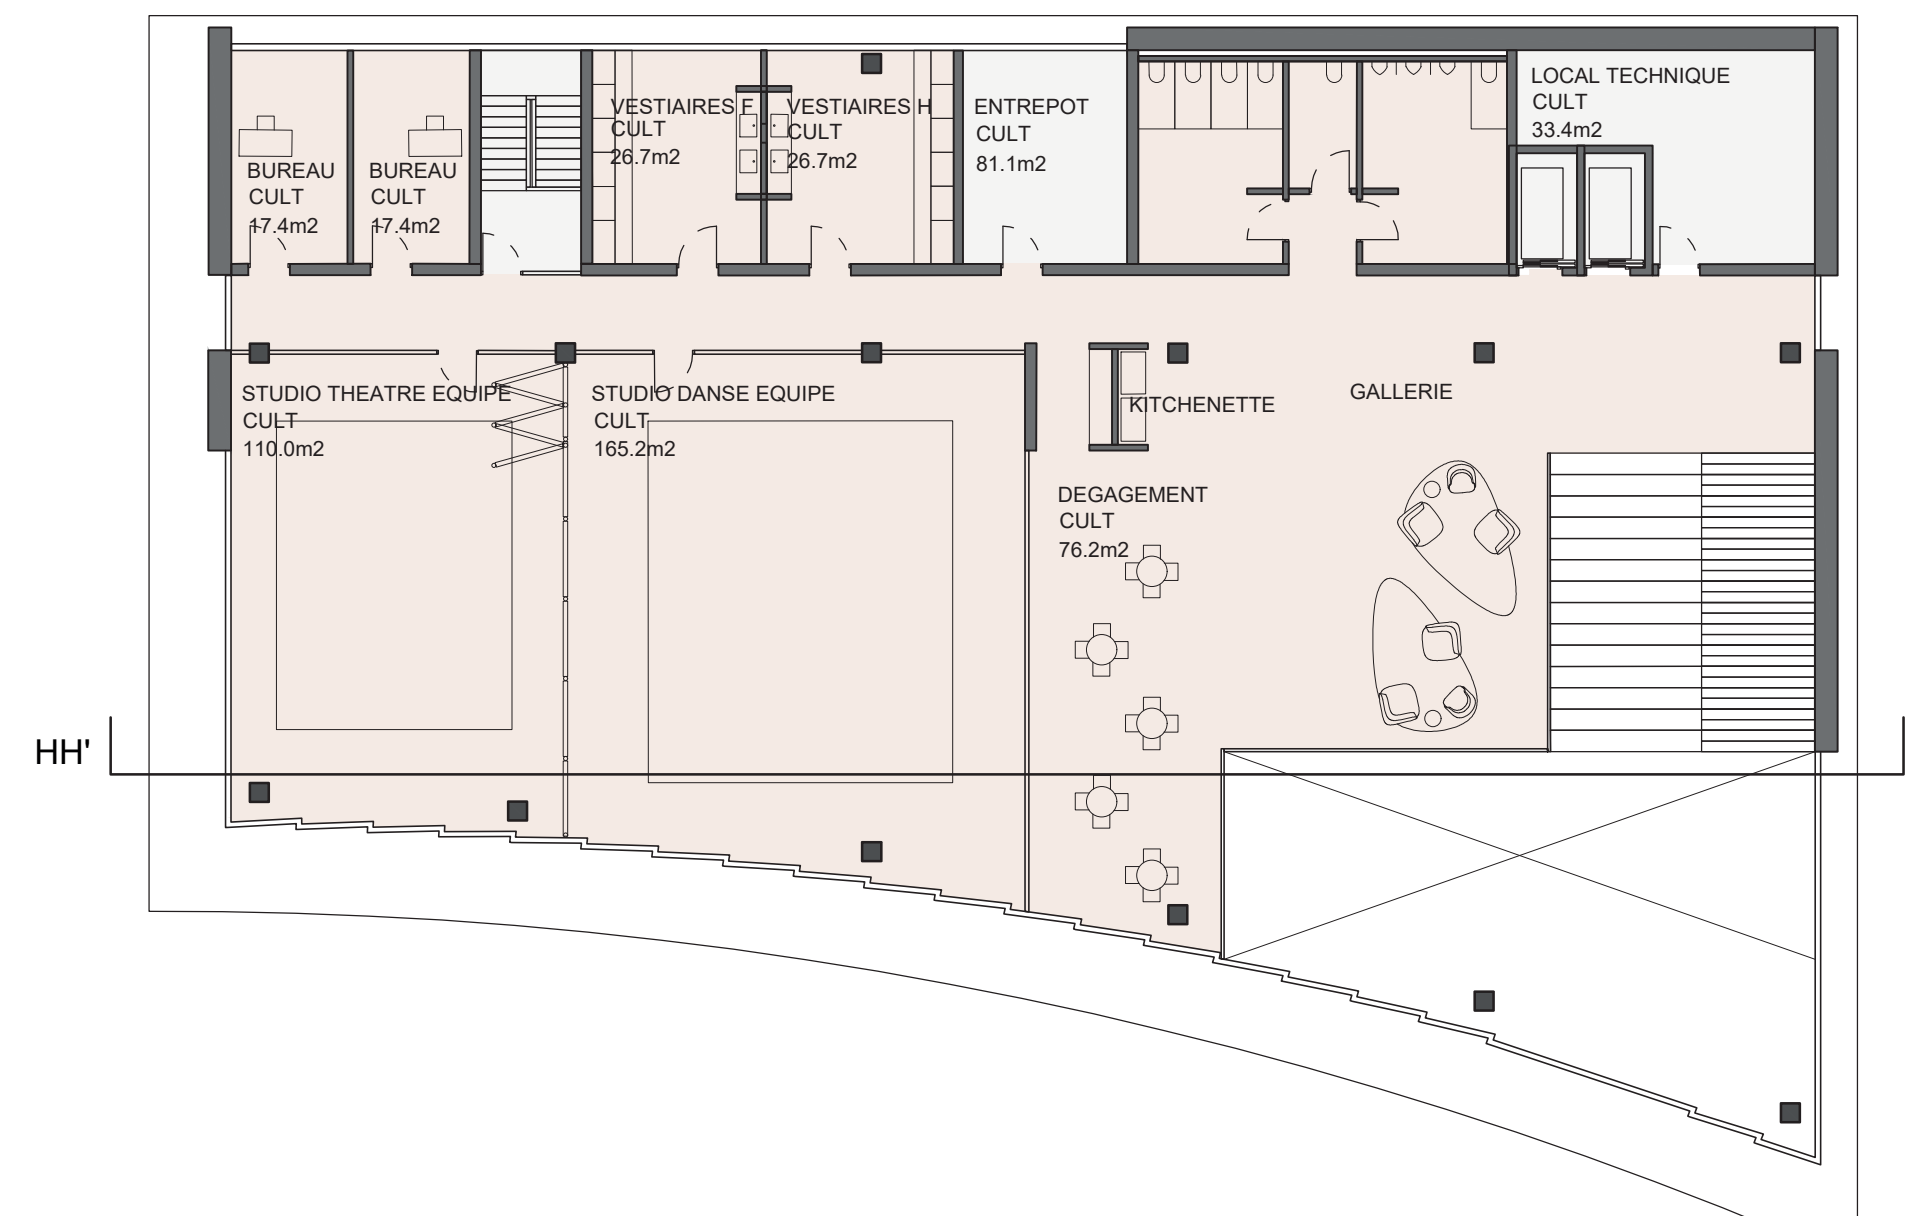 LOCAL TECHNIQUE
CULT
33.4m2
VESTIAIRES F
CULT
26.7m2
VESTIAIRES H
CULT
26.7m2
ENTREPOT
CULT
81.1m2
BUREAU
CULT
17.4m2
BUREAU
CULT
17.4m2
STUDIO THEATRE EQUIPE
CULT
110.0m2
STUDIO DANSE EQUIPE
CULT
165.2m2
KITCHENETTE
GALLERIE
DEGAGEMENT
CULT
76.2m2
HH'